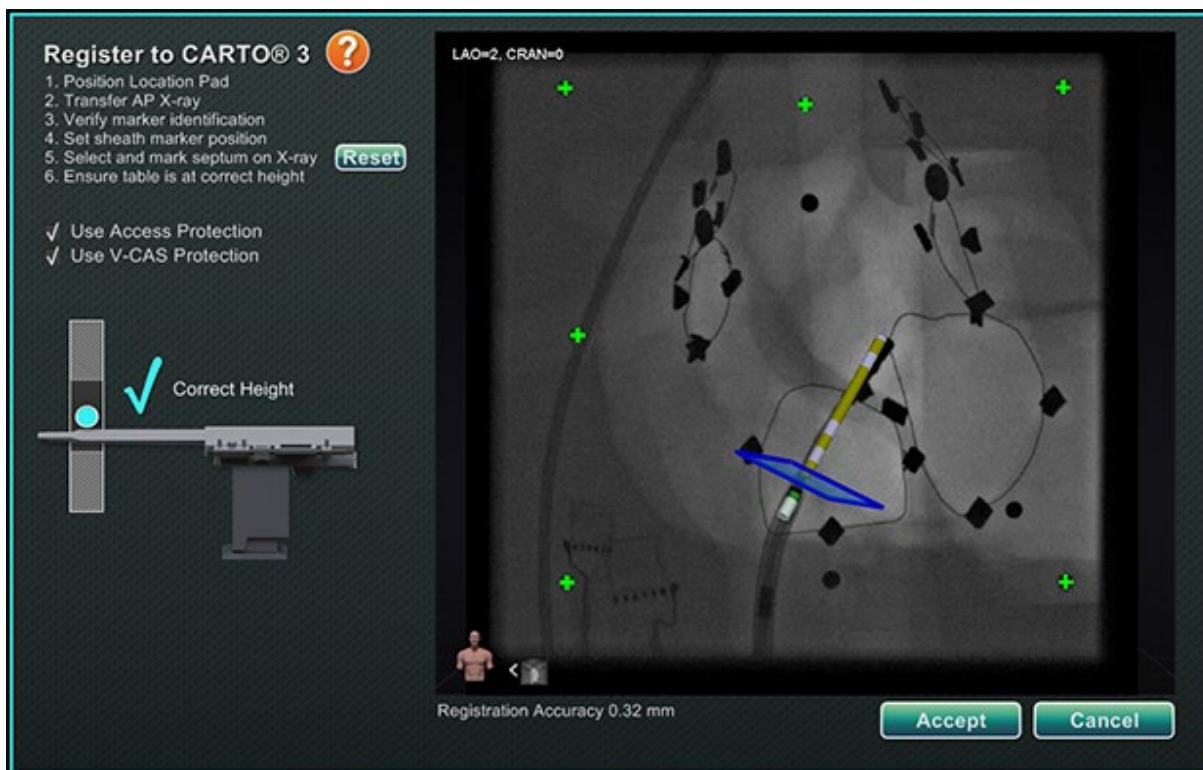 Register to CARTO® 3 ?
1. Position Location Pad
2. Transfer AP X-ray
3. Verify marker identification
4. Set sheath marker position
5. Select and mark septum on X-ray
6. Ensure table is at correct height
Reset
√ Use Access Protection
√ Use V-CAS Protection
Correct Height
LAO=2, CRAN=0
<
Registration Accuracy 0.32 mm
Accept
Cancel